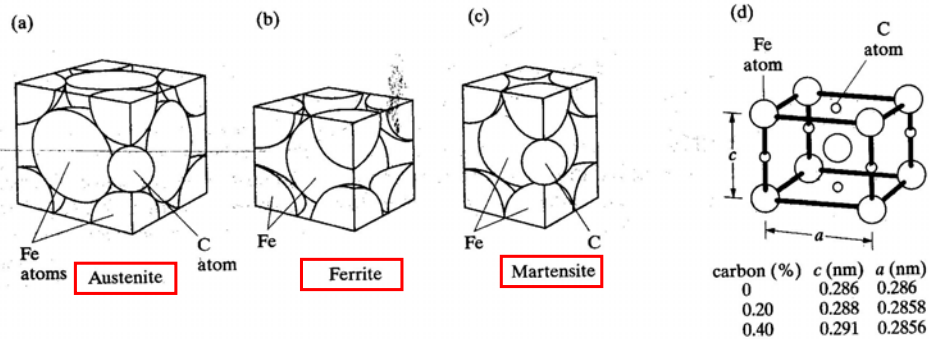 (a)
(b)
(c)
(d)
Fe atom
C atom
c
a
Fe atoms
C atom
Austenite
Fe
Ferrite
Fe
C
Martensite
carbon (%) c (nm) a (nm)
0 0.286 0.286
0.20 0.288 0.2858
0.40 0.291 0.2856